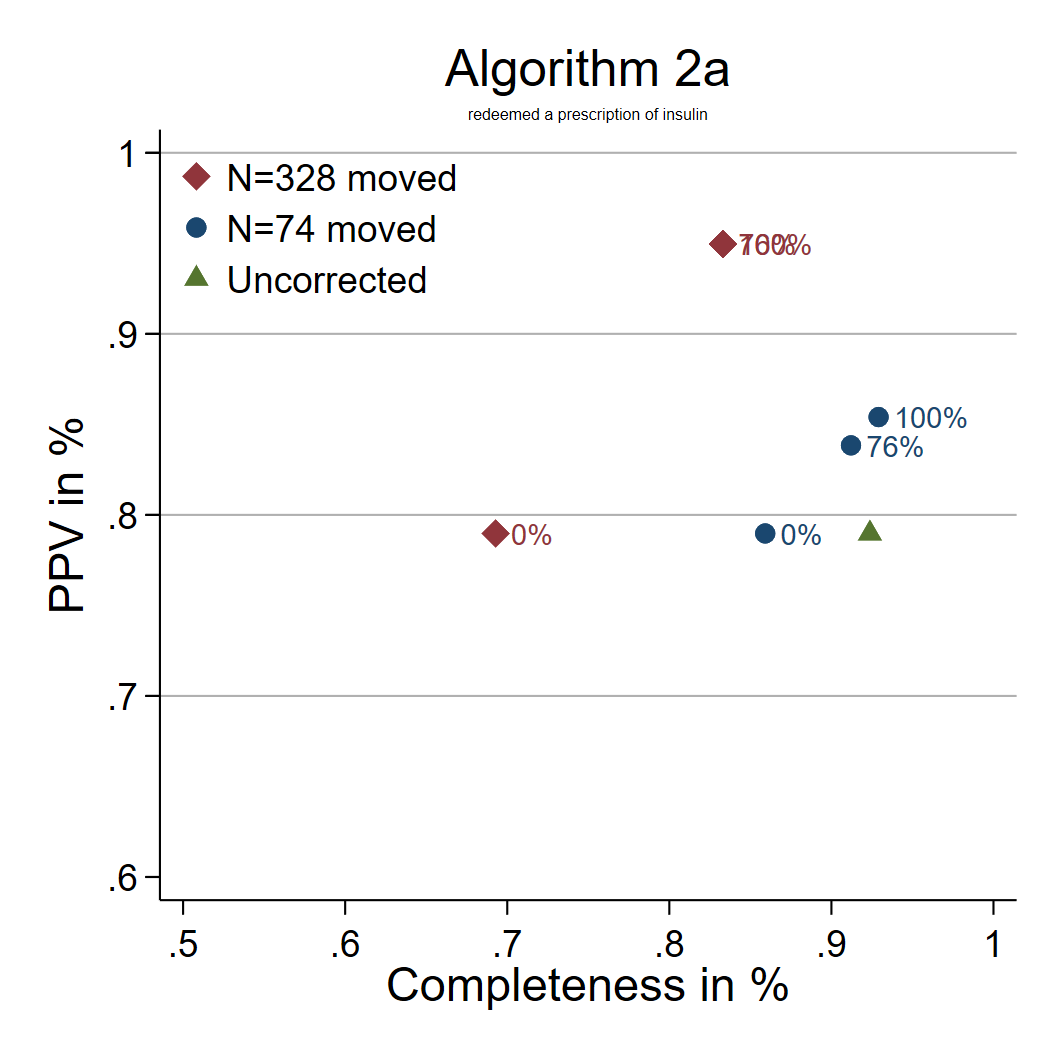 Algorithm 2a
redeemed a prescription of insulin
1
.9
.8
.7
.6
PPV in %
N=328 moved
N=74 moved
Uncorrected
100%
76%
0%
0%
.5
.6
.7
.8
.9
1
Completeness in %